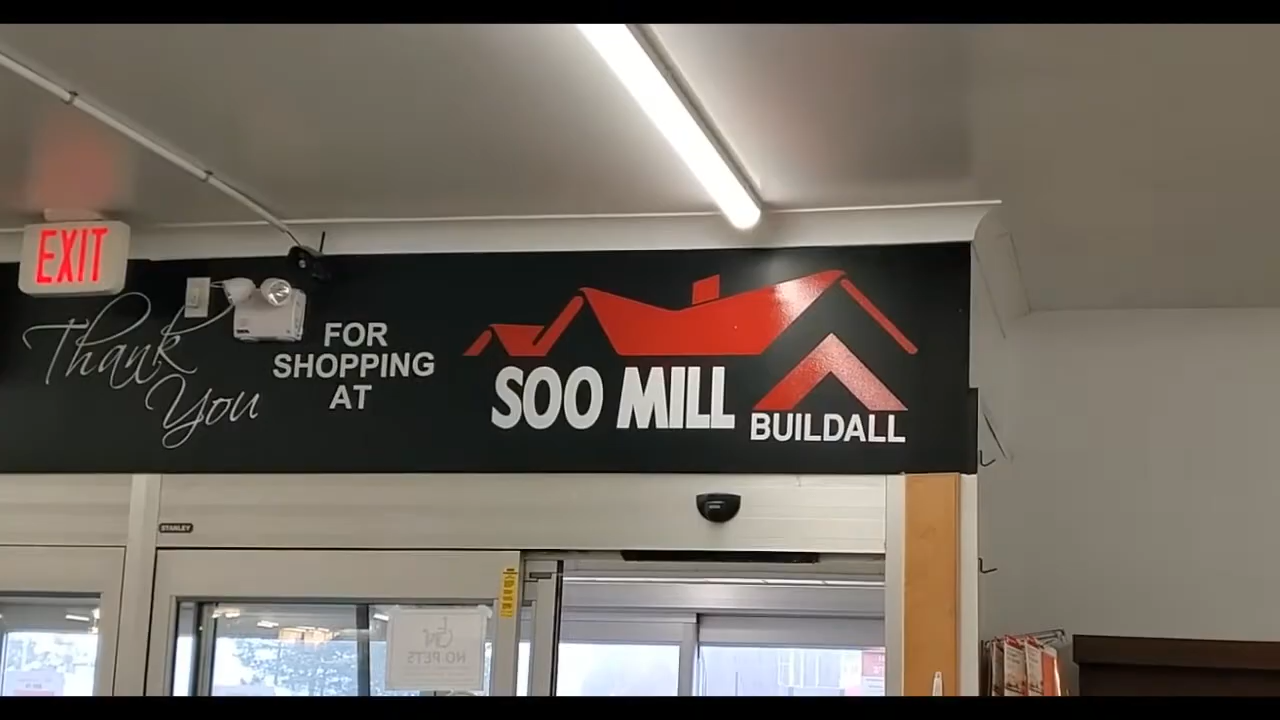 EXIT
Thank
You
FOR
SHOPPING
AT
SOO MILL
BUILDALL
STANLEY
NO PETS